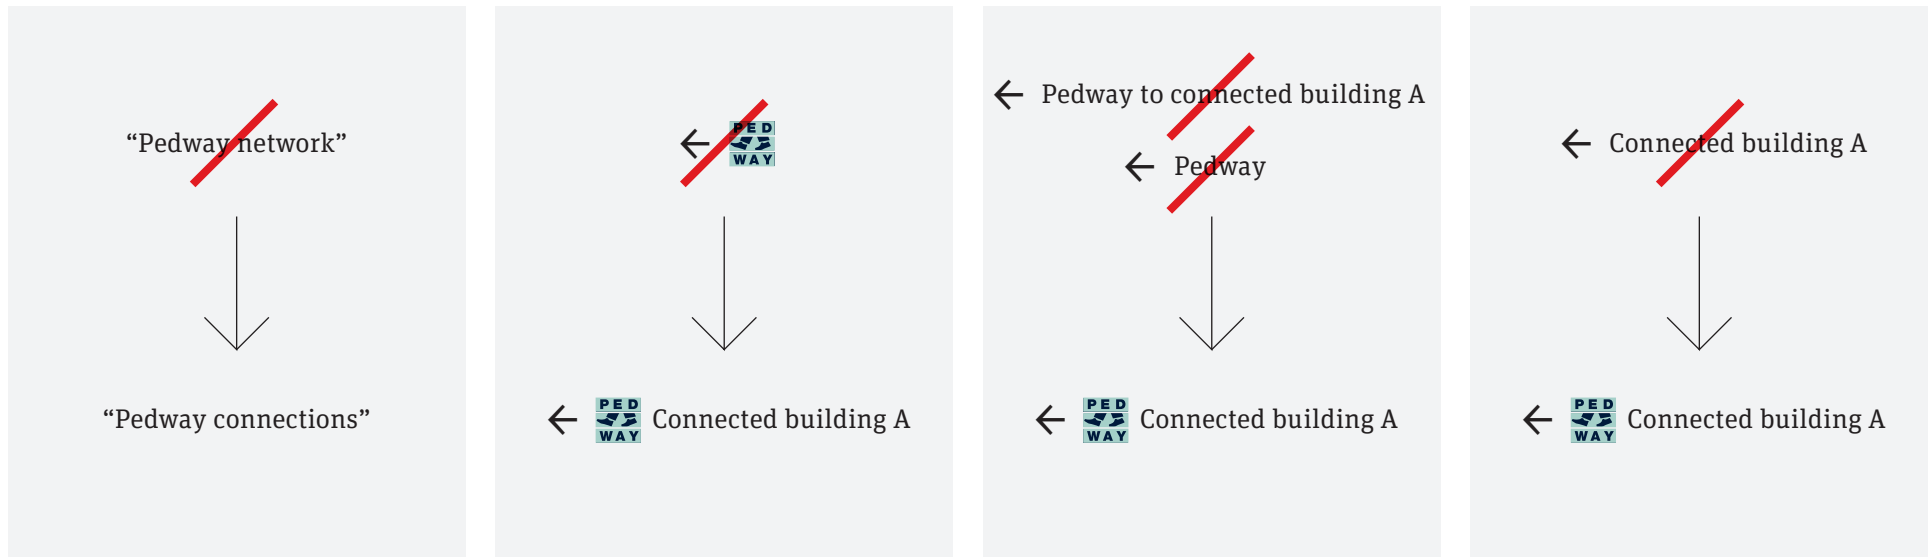 “Pedway network”
“Pedway connections”
← PED
WAY
← PED
WAY Connected building A
← Pedway to connected building A
← Pedway
← PED
WAY Connected building A
← Connected building A
← PED
WAY Connected building A